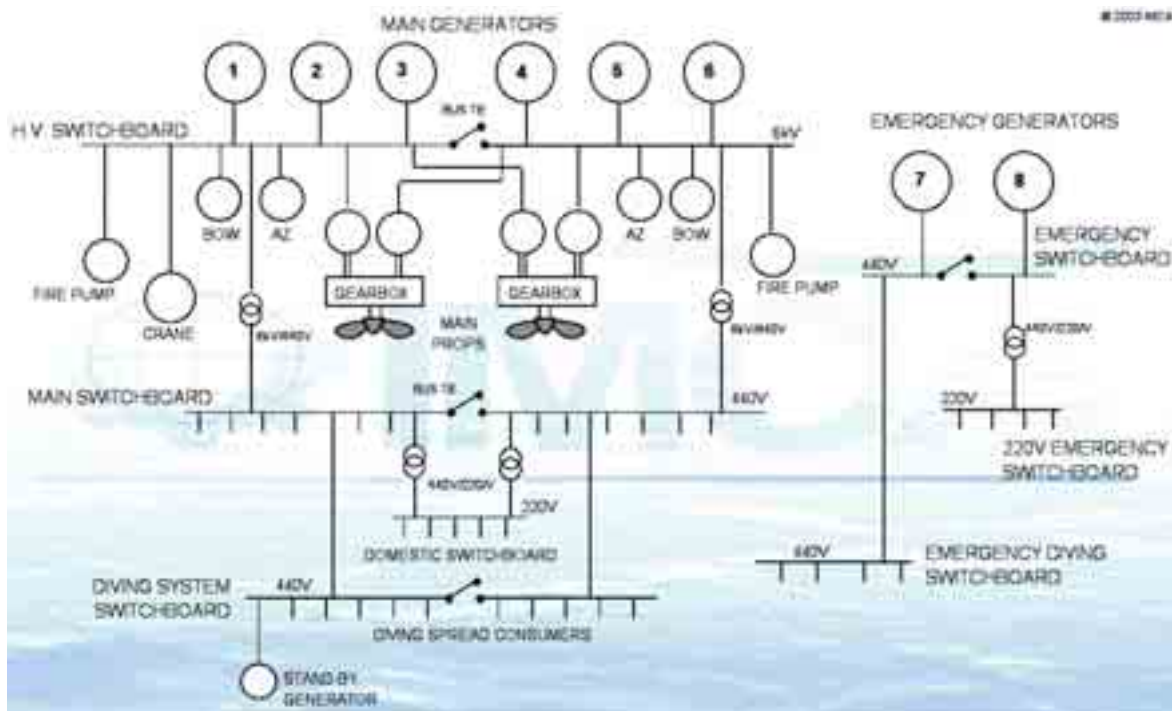 MAIN GENERATORS
1
2
3
4
5
6
BUS TIE
H.V. SWITCHBOARD
6kV
EMERGENCY GENERATORS
7
8
BOW
AZ
AZ
BOW
EMERGENCY
SWITCHBOARD
440V
FIRE PUMP
GEARBOX
GEARBOX
FIRE PUMP
CRANE
6kV/440V
MAIN
PROPS
6kV/440V
440V/220V
MAIN SWITCHBOARD
BUS TIE
440V
220V
220V EMERGENCY
SWITCHBOARD
440V/220V
220V
DOMESTIC SWITCHBOARD
440V
EMERGENCY DIVING
SWITCHBOARD
DIVING SYSTEM
SWITCHBOARD
440V
DIVING SPREAD CONSUMERS
STAND-BY
GENERATOR